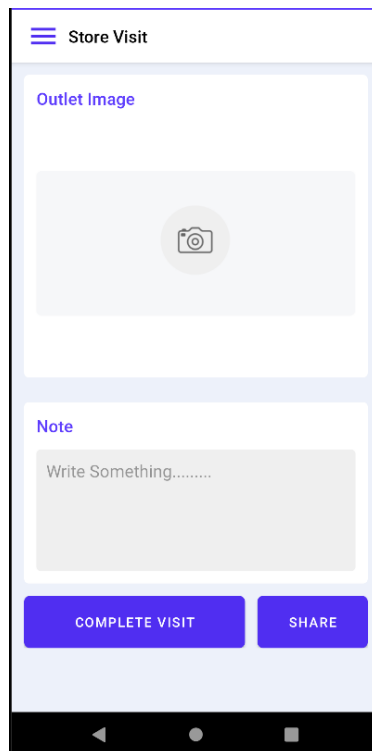 Store Visit
Outlet Image
Note
Write Something.........
COMPLETE VISIT
SHARE